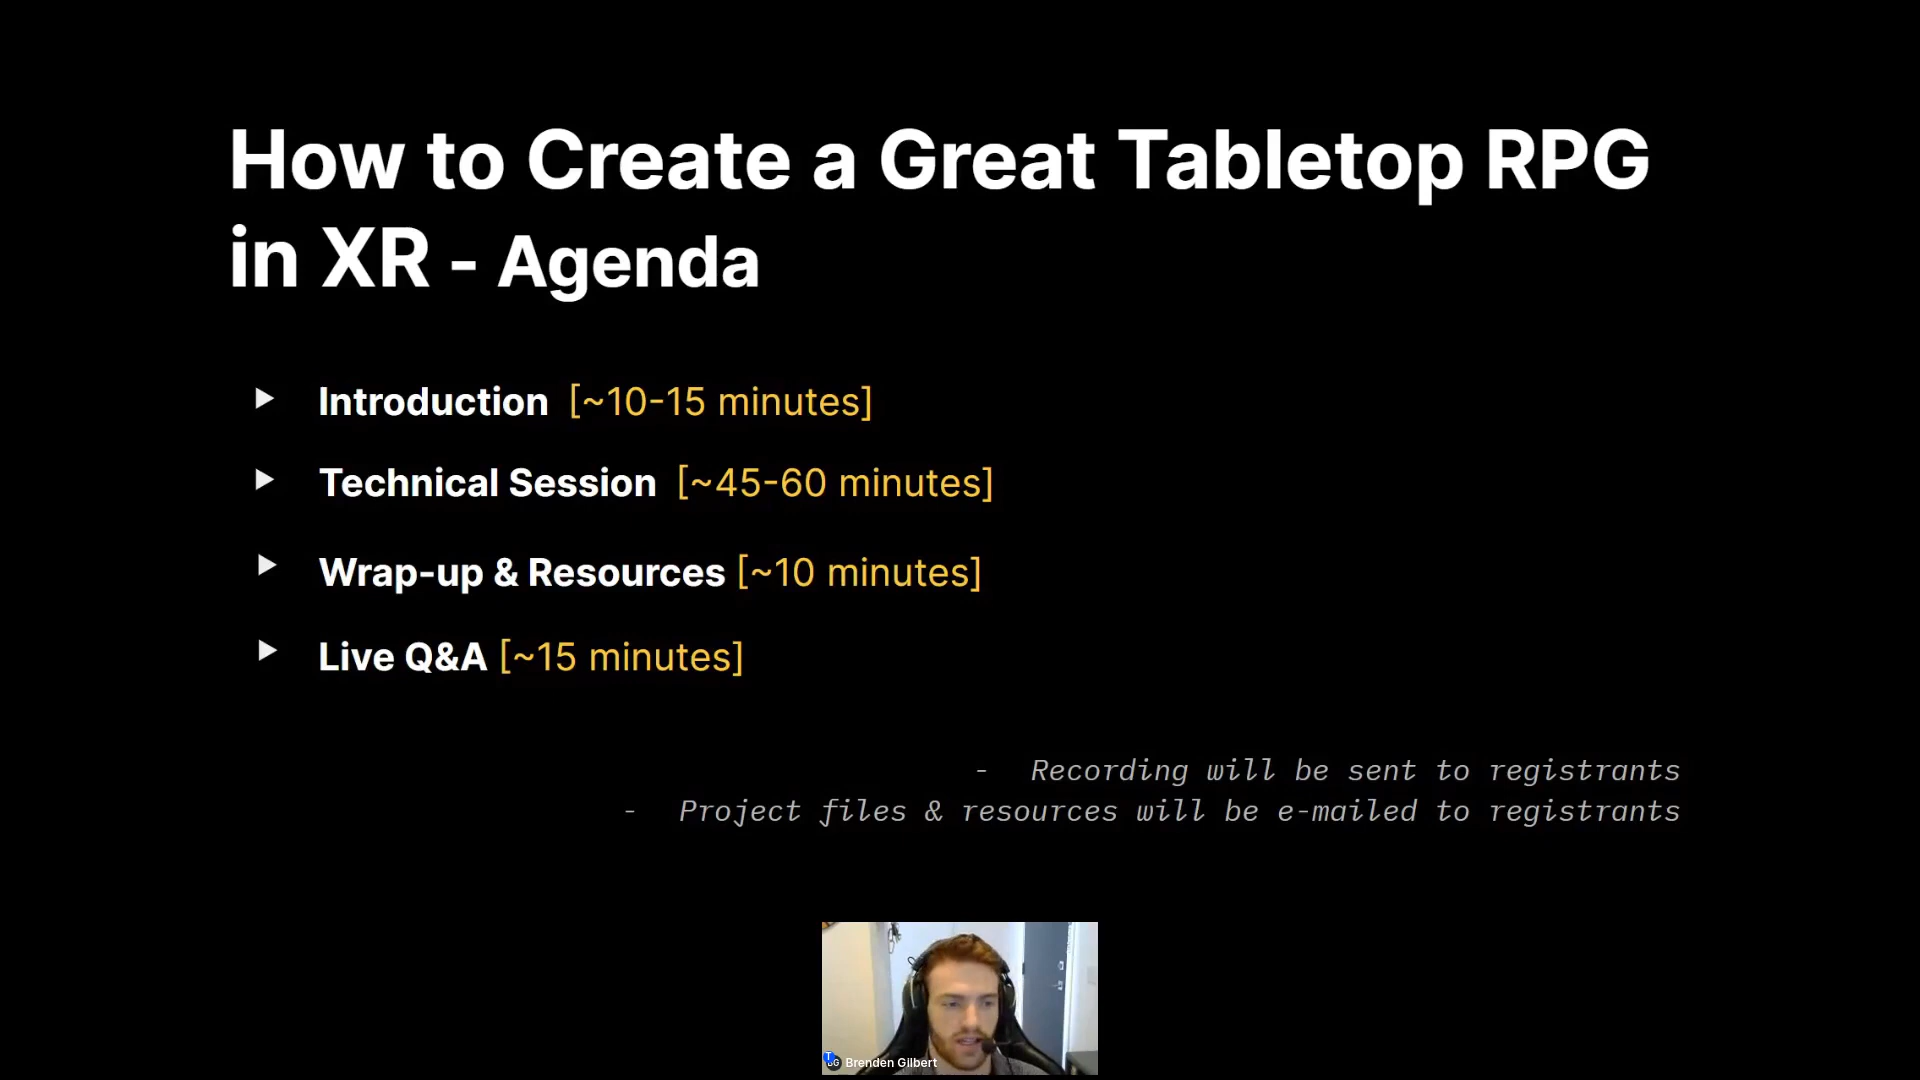 How to Create a Great Tabletop RPG
in XR - Agenda
▶ Introduction [~10-15 minutes]
▶ Technical Session [~45-60 minutes]
▶ Wrap-up & Resources [~10 minutes]
▶ Live Q&A [~15 minutes]
- Recording will be sent to registrants
- Project files & resources will be e-mailed to registrants
T BG Brenden Gilbert